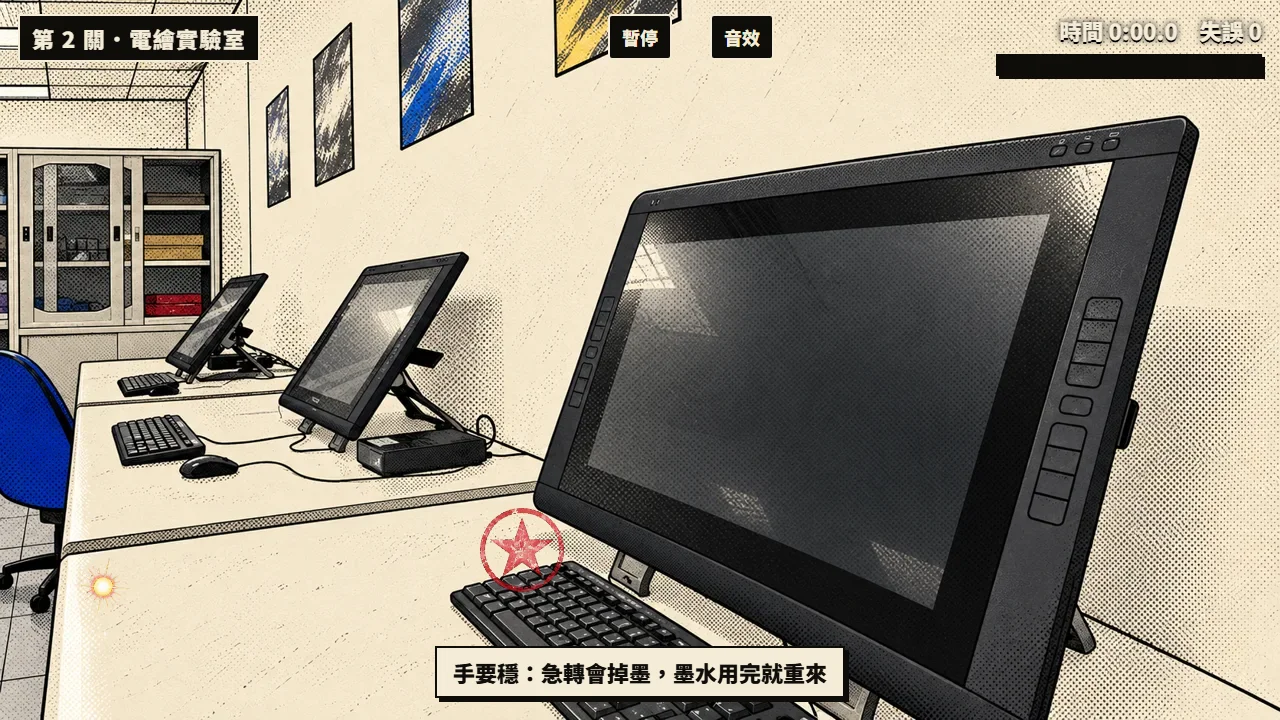 第 2 關・電繪實驗室
暫停
音效
時間 0:00.0 失誤 0
手要穩：急轉會掉墨，墨水用完就重來